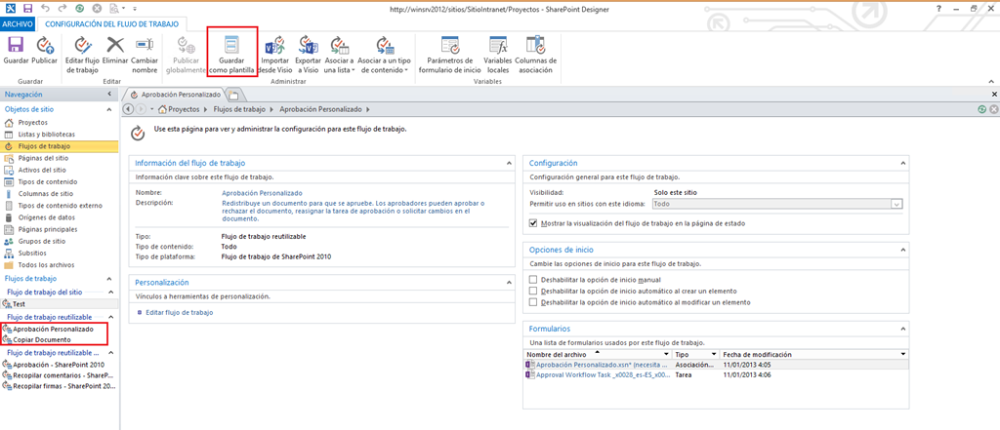 http://winsrv2012/sitios/SitioIntranet/Proyectos - SharePoint Designer
ARCHIVO
CONFIGURACIÓN DEL FLUJO DE TRABAJO
Guardar
Publicar
Editar flujo
de trabajo
Eliminar
Cambiar
nombre
Publicar
globalmente
Guardar
como plantilla
Importar
desde Visio
Exportar
a Visio
Asociar a
una lista
Asociar a un tipo
de contenido
Parámetros de
formulario de inicio
Variables
locales
Columnas de
asociación
Guardar
Editar
Administrar
Variables
Navegación
Objetos de sitio
Proyectos
Listas y bibliotecas
Flujos de trabajo
Páginas del sitio
Activos del sitio
Tipos de contenido
Columnas de sitio
Tipos de contenido externo
Orígenes de datos
Páginas principales
Grupos de sitio
Subsitios
Todos los archivos
Flujos de trabajo
Flujo de trabajo del sitio
Test
Flujo de trabajo reutilizable
Aprobación Personalizado
Copiar Documento
Flujo de trabajo reutilizable ...
Aprobación - SharePoint 2010
Recopilar comentarios - ShareP...
Recopilar firmas - SharePoint 20...
Aprobación Personalizado
Proyectos
Flujos de trabajo
Aprobación Personalizado
Use esta página para ver y administrar la configuración para este flujo de trabajo.
Información del flujo de trabajo
Información clave sobre este flujo de trabajo.
Nombre: Aprobación Personalizado
Descripción: Redistribuye un documento para que se apruebe. Los aprobadores pueden aprobar o
rechazar el documento, reasignar la tarea de aprobación o solicitar cambios en el
documento.
Tipo: Flujo de trabajo reutilizable
Tipo de contenido: Todo
Tipo de plataforma: Flujo de trabajo de SharePoint 2010
Personalización
Vínculos a herramientas de personalización.
Editar flujo de trabajo
Configuración
Configuración general para este flujo de trabajo.
Visibilidad: Solo este sitio
Permitir uso en sitios con este idioma: Todo
Mostrar la visualización del flujo de trabajo en la página de estado
Opciones de inicio
Cambie las opciones de inicio para este flujo de trabajo.
Deshabilitar la opción de inicio manual
Deshabilitar la opción de inicio automático al crear un elemento
Deshabilitar la opción de inicio automático al modificar un elemento
Formularios
Una lista de formularios usados por este flujo de trabajo.
Nombre del archivo Tipo Fecha de modificación
Aprobación Personalizado.xsn* (necesita ... Asociación... 11/01/2013 4:05
Approval Workflow Task _x0028_es-ES_x00... Tarea 11/01/2013 4:06